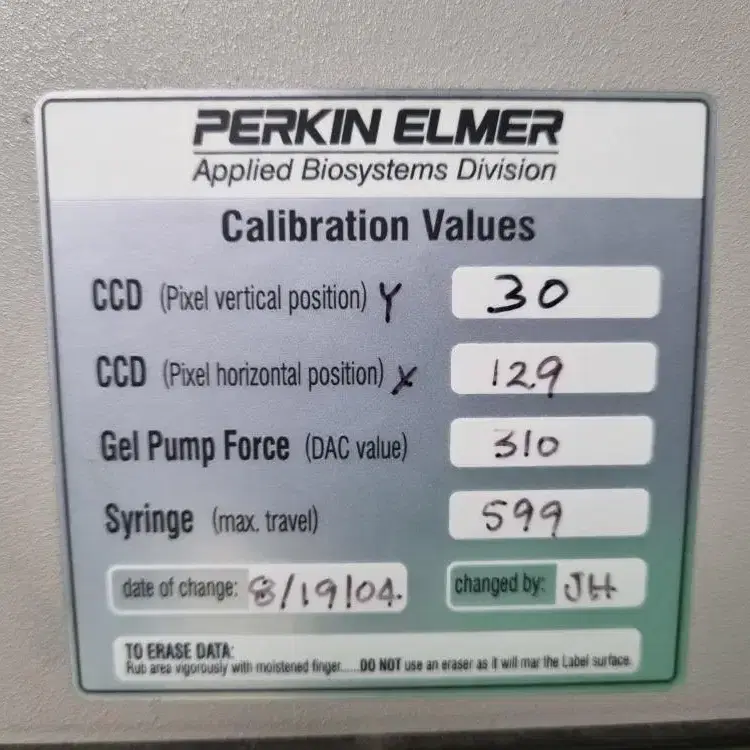 PERKIN ELMER
Applied Biosystems Division
Calibration Values
CCD (Pixel vertical position) Y 30
CCD (Pixel horizontal position) X 129
Gel Pump Force (DAC value) 310
Syringe (max. travel) 599
date of change: 8/19/04. changed by: JH
TO ERASE DATA:
Rub area vigorously with moistened finger.....DO NOT use an eraser as it will mar the Label surface.